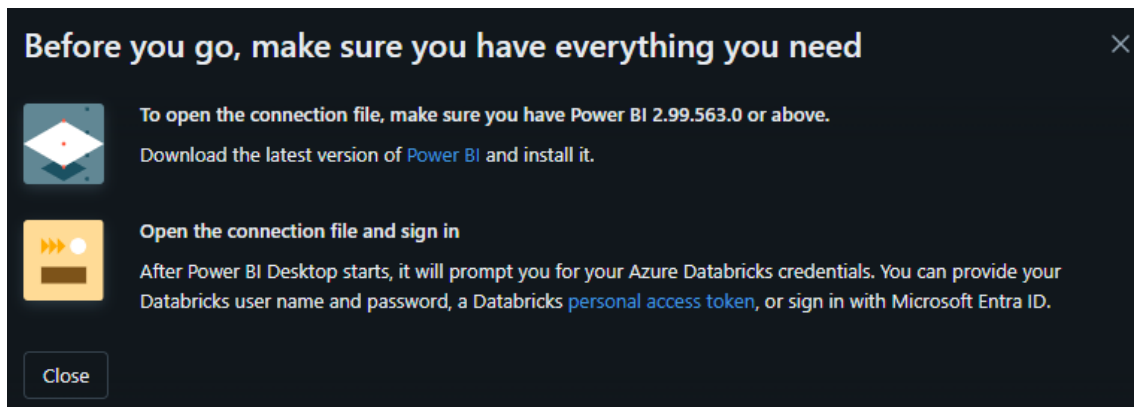 Before you go, make sure you have everything you need
To open the connection file, make sure you have Power BI 2.99.563.0 or above.
Download the latest version of Power BI and install it.
Open the connection file and sign in
After Power BI Desktop starts, it will prompt you for your Azure Databricks credentials. You can provide your
Databricks user name and password, a Databricks personal access token, or sign in with Microsoft Entra ID.
Close